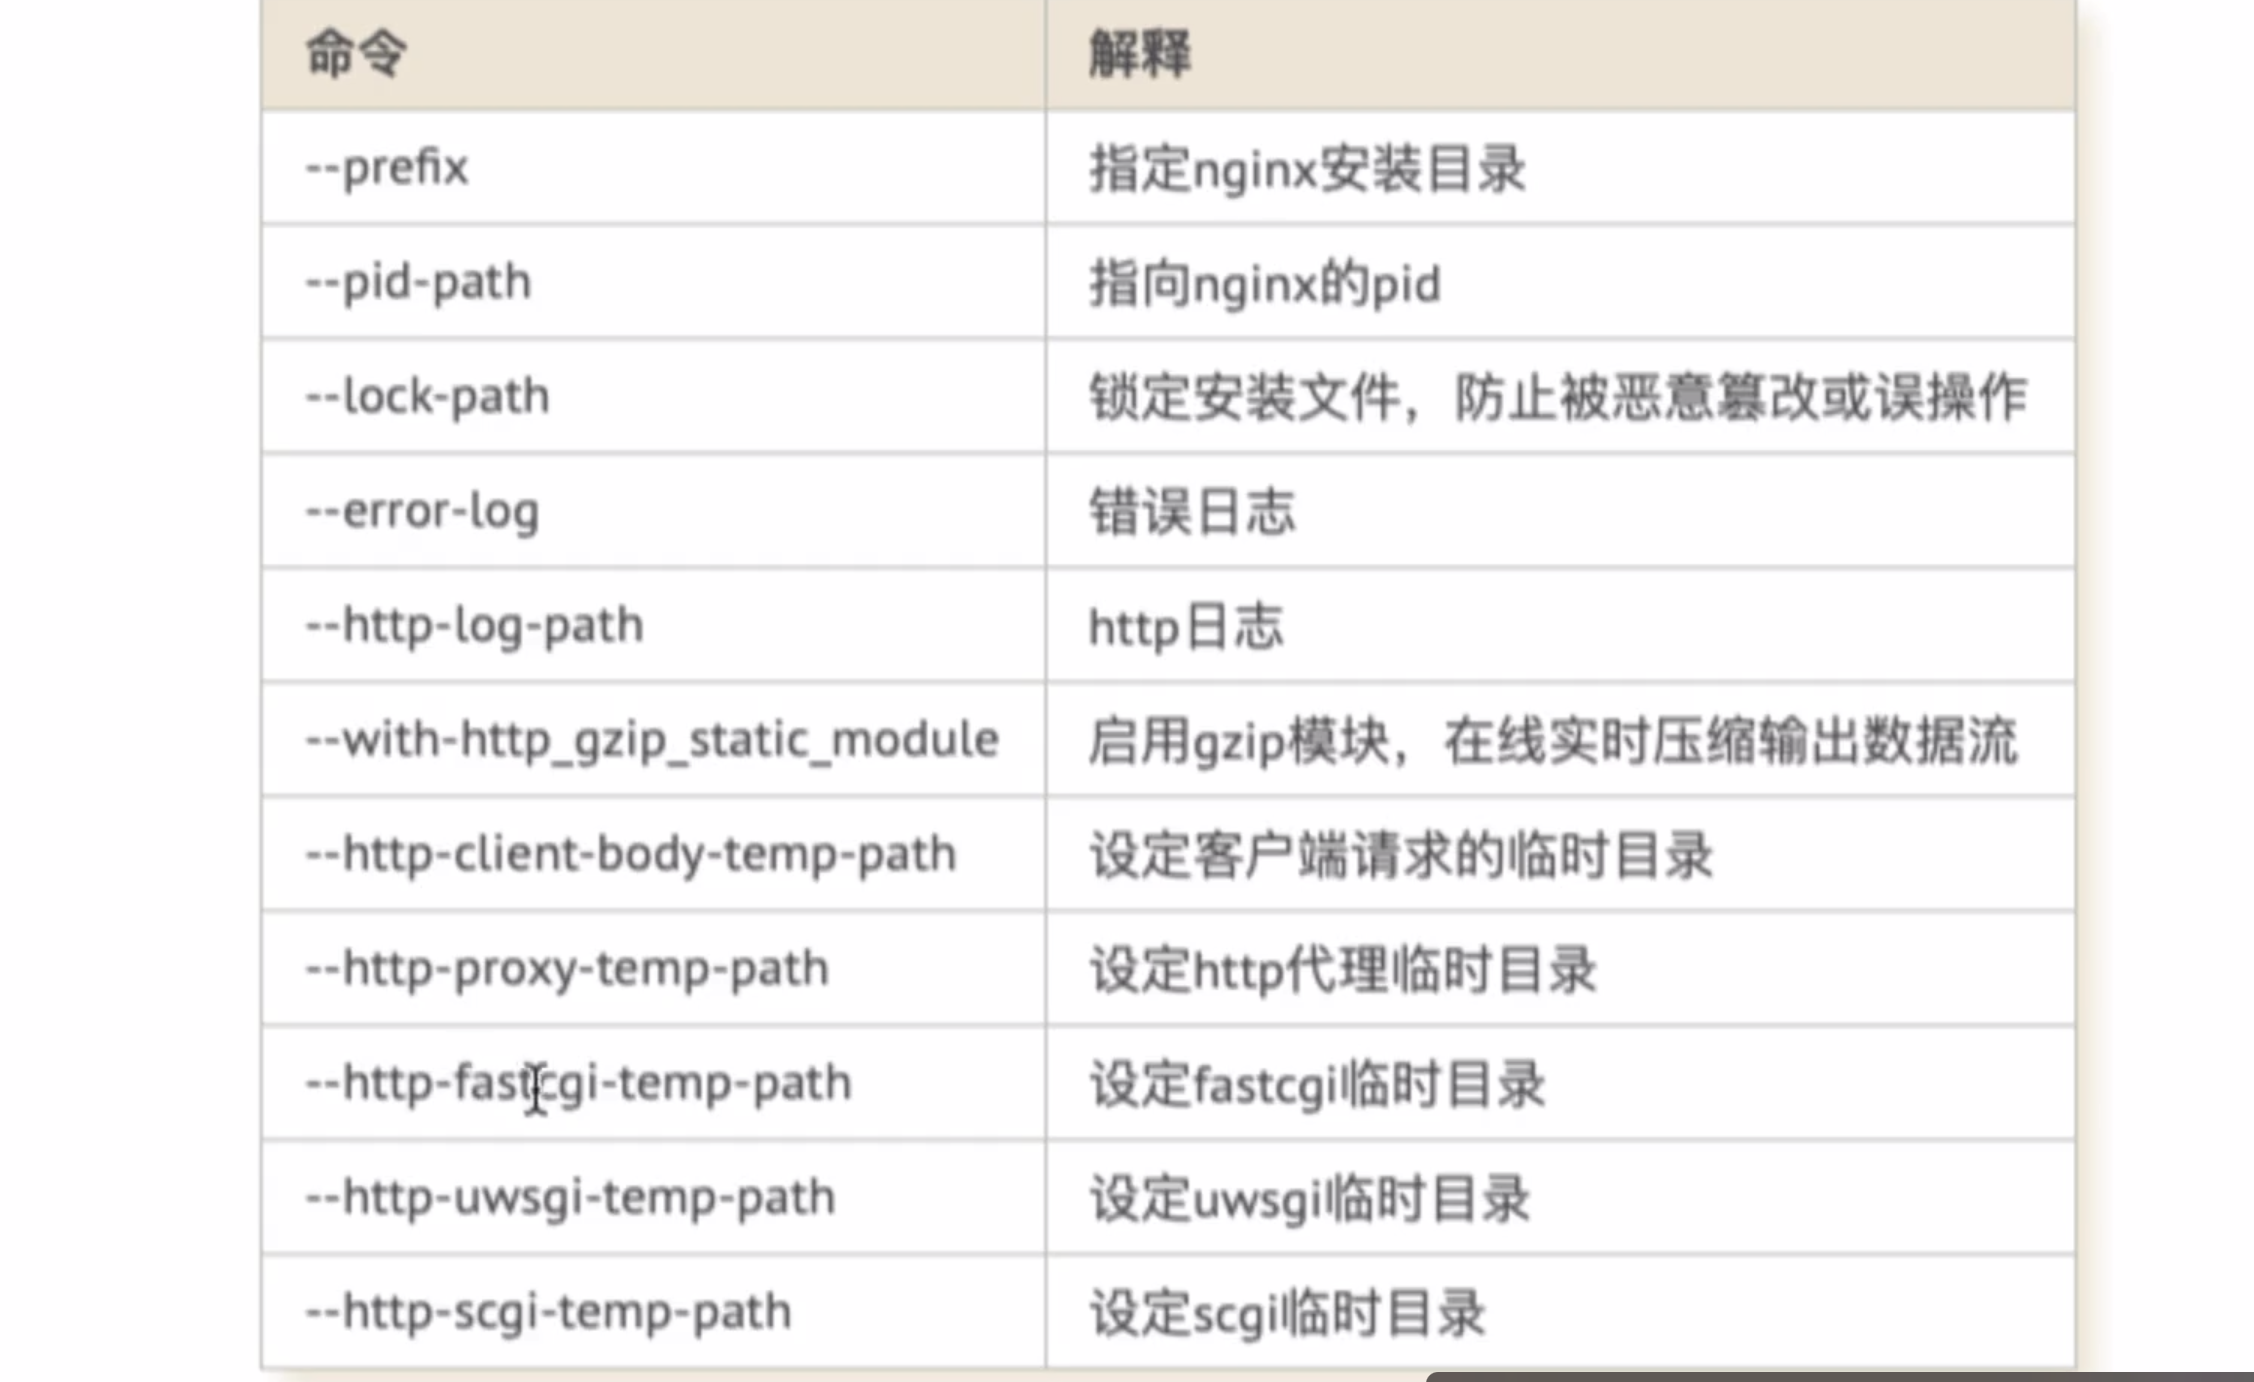 命令 解释
--prefix 指定nginx安装目录
--pid-path 指向nginx的pid
--lock-path 锁定安装文件，防止被恶意篡改或误操作
--error-log 错误日志
--http-log-path http日志
--with-http_gzip_static_module 启用gzip模块，在线实时压缩输出数据流
--http-client-body-temp-path 设定客户端请求的临时目录
--http-proxy-temp-path 设定http代理临时目录
--http-fastcgi-temp-path 设定fastcgi临时目录
--http-uwsgi-temp-path 设定uwsgi临时目录
--http-scgi-temp-path 设定scgi临时目录